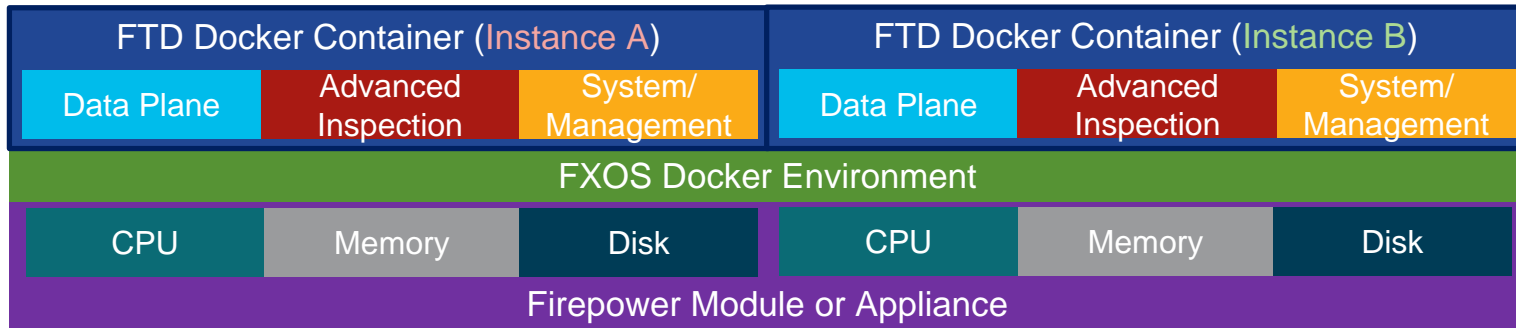 FTD Docker Container (Instance A)
FTD Docker Container (Instance B)
Data Plane
Advanced
Inspection
System/
Management
Data Plane
Advanced
Inspection
System/
Management
FXOS Docker Environment
CPU
Memory
Disk
CPU
Memory
Disk
Firepower Module or Appliance